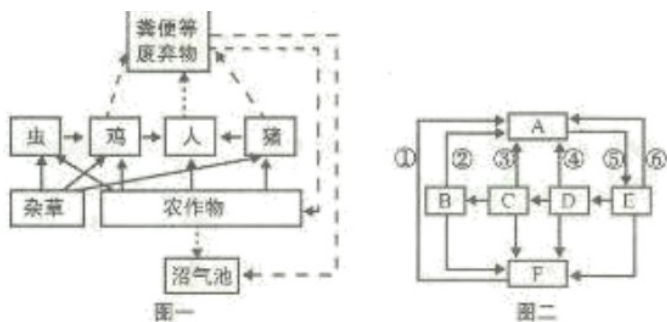 粪便等
废弃物
虫
鸡
人
猪
杂草
农作物
沼气池
图一
A
①
②
③
④
⑤
⑥
B
C
D
E
F
图二